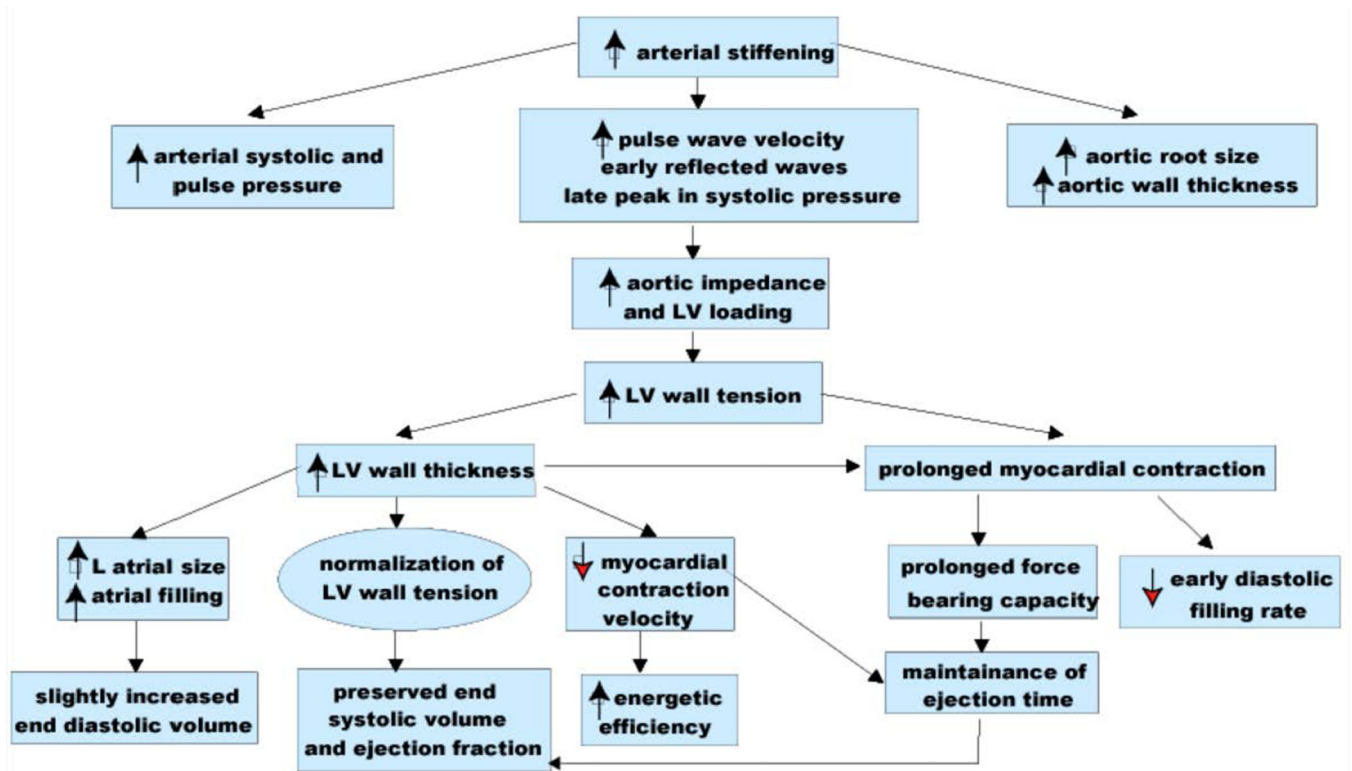 arterial stiffening
arterial systolic and
pulse pressure
pulse wave velocity
early reflected waves
late peak in systolic pressure
aortic root size
aortic wall thickness
aortic impedance
and LV loading
LV wall tension
LV wall thickness
prolonged myocardial contraction
L atrial size
atrial filling
normalization of
LV wall tension
myocardial
contraction
velocity
prolonged force
bearing capacity
early diastolic
filling rate
slightly increased
end diastolic volume
preserved end
systolic volume
and ejection fraction
energetic
efficiency
maintainance of
ejection time